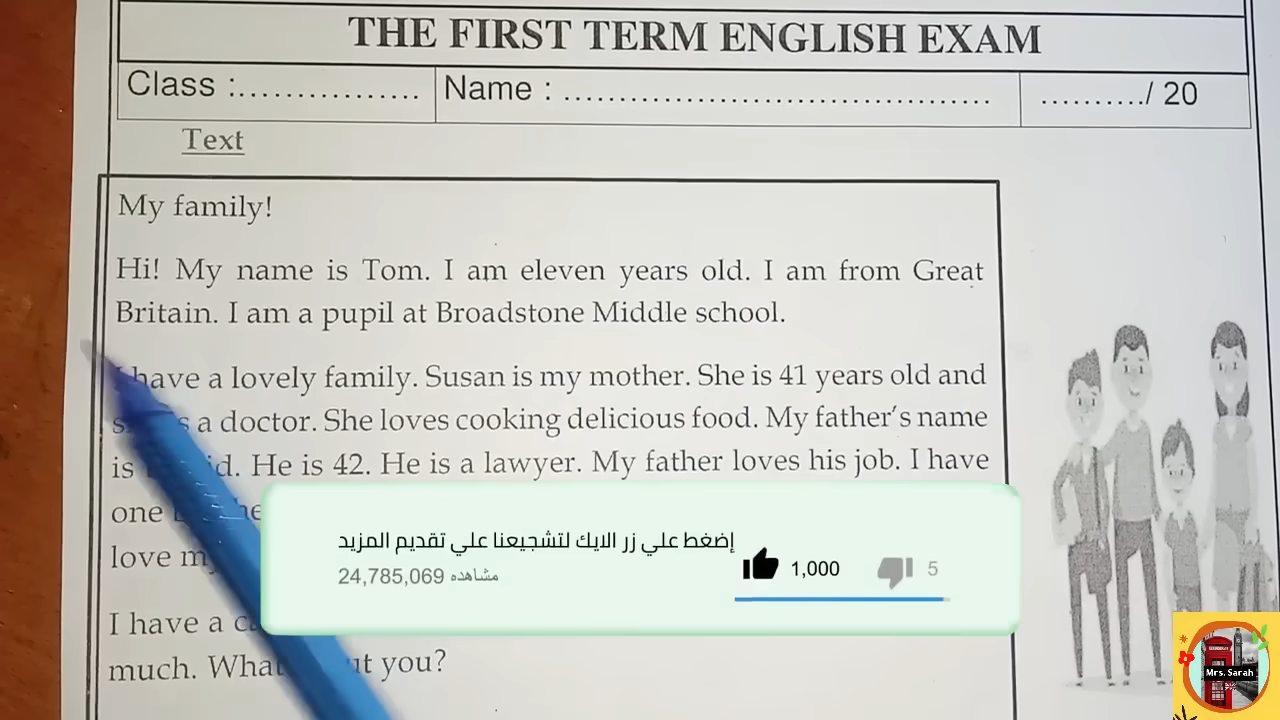 THE FIRST TERM ENGLISH EXAM
Class :................
Name : ......................................
........../ 20
Text
My family!
Hi! My name is Tom. I am eleven years old. I am from Great
Britain. I am a pupil at Broadstone Middle school.
I have a lovely family. Susan is my mother. She is 41 years old and
a doctor. She loves cooking delicious food. My father's name
is He is 42. He is a lawyer. My father loves his job. I have
one
love
I have a
much. What you?
إضغط علي زر الايك لتشجيعنا علي تقديم المزيد
24,785,069 مشاهده
1,000
5
Mrs. Sarah